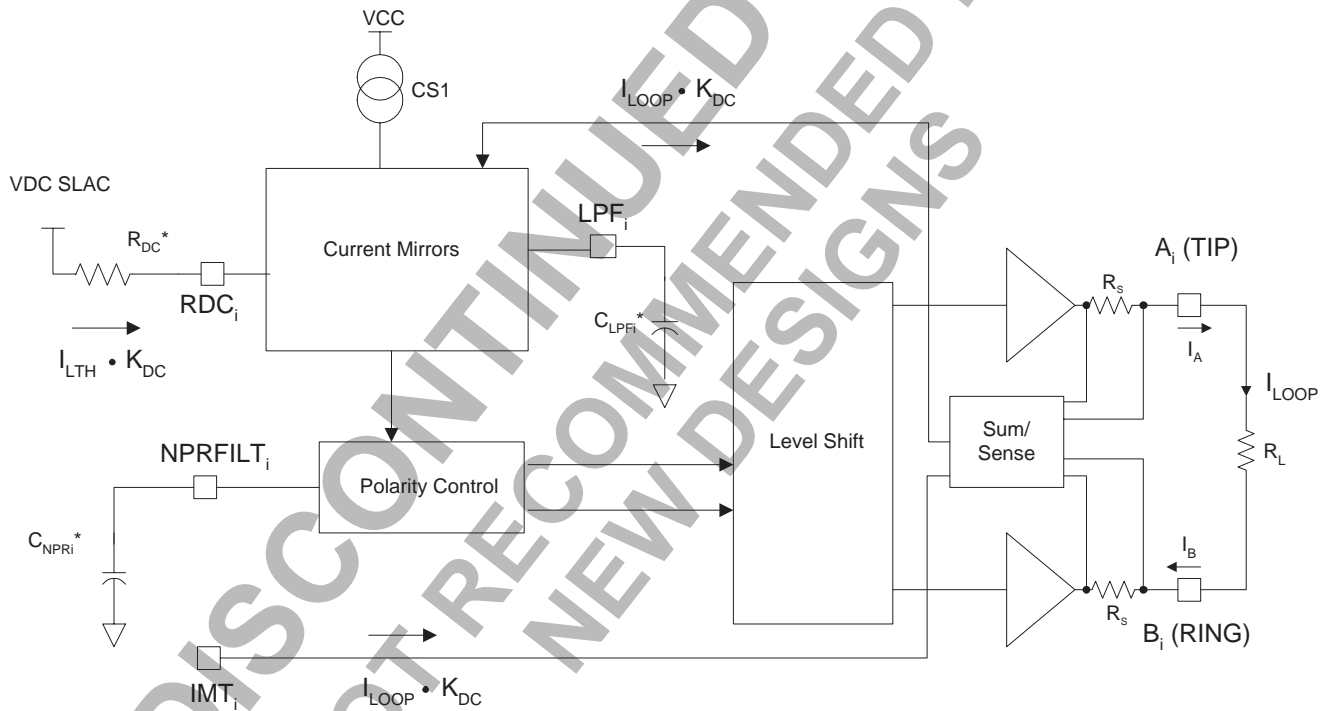 VCC
CS1
I_LOOP • K_DC
VDC SLAC
R_DC*
RDC_i
I_LTH • K_DC
Current Mirrors
LPF_i
C_LPFi*
A_i (TIP)
R_S
I_A
I_LOOP
R_L
Level Shift
Sum/
Sense
NPRFILT_i
Polarity Control
C_NPRi*
I_B
R_S
B_i (RING)
IMT_i
I_LOOP • K_DC
DISCONTINUED
NOT RECOMMENDED
NEW DESIGNS